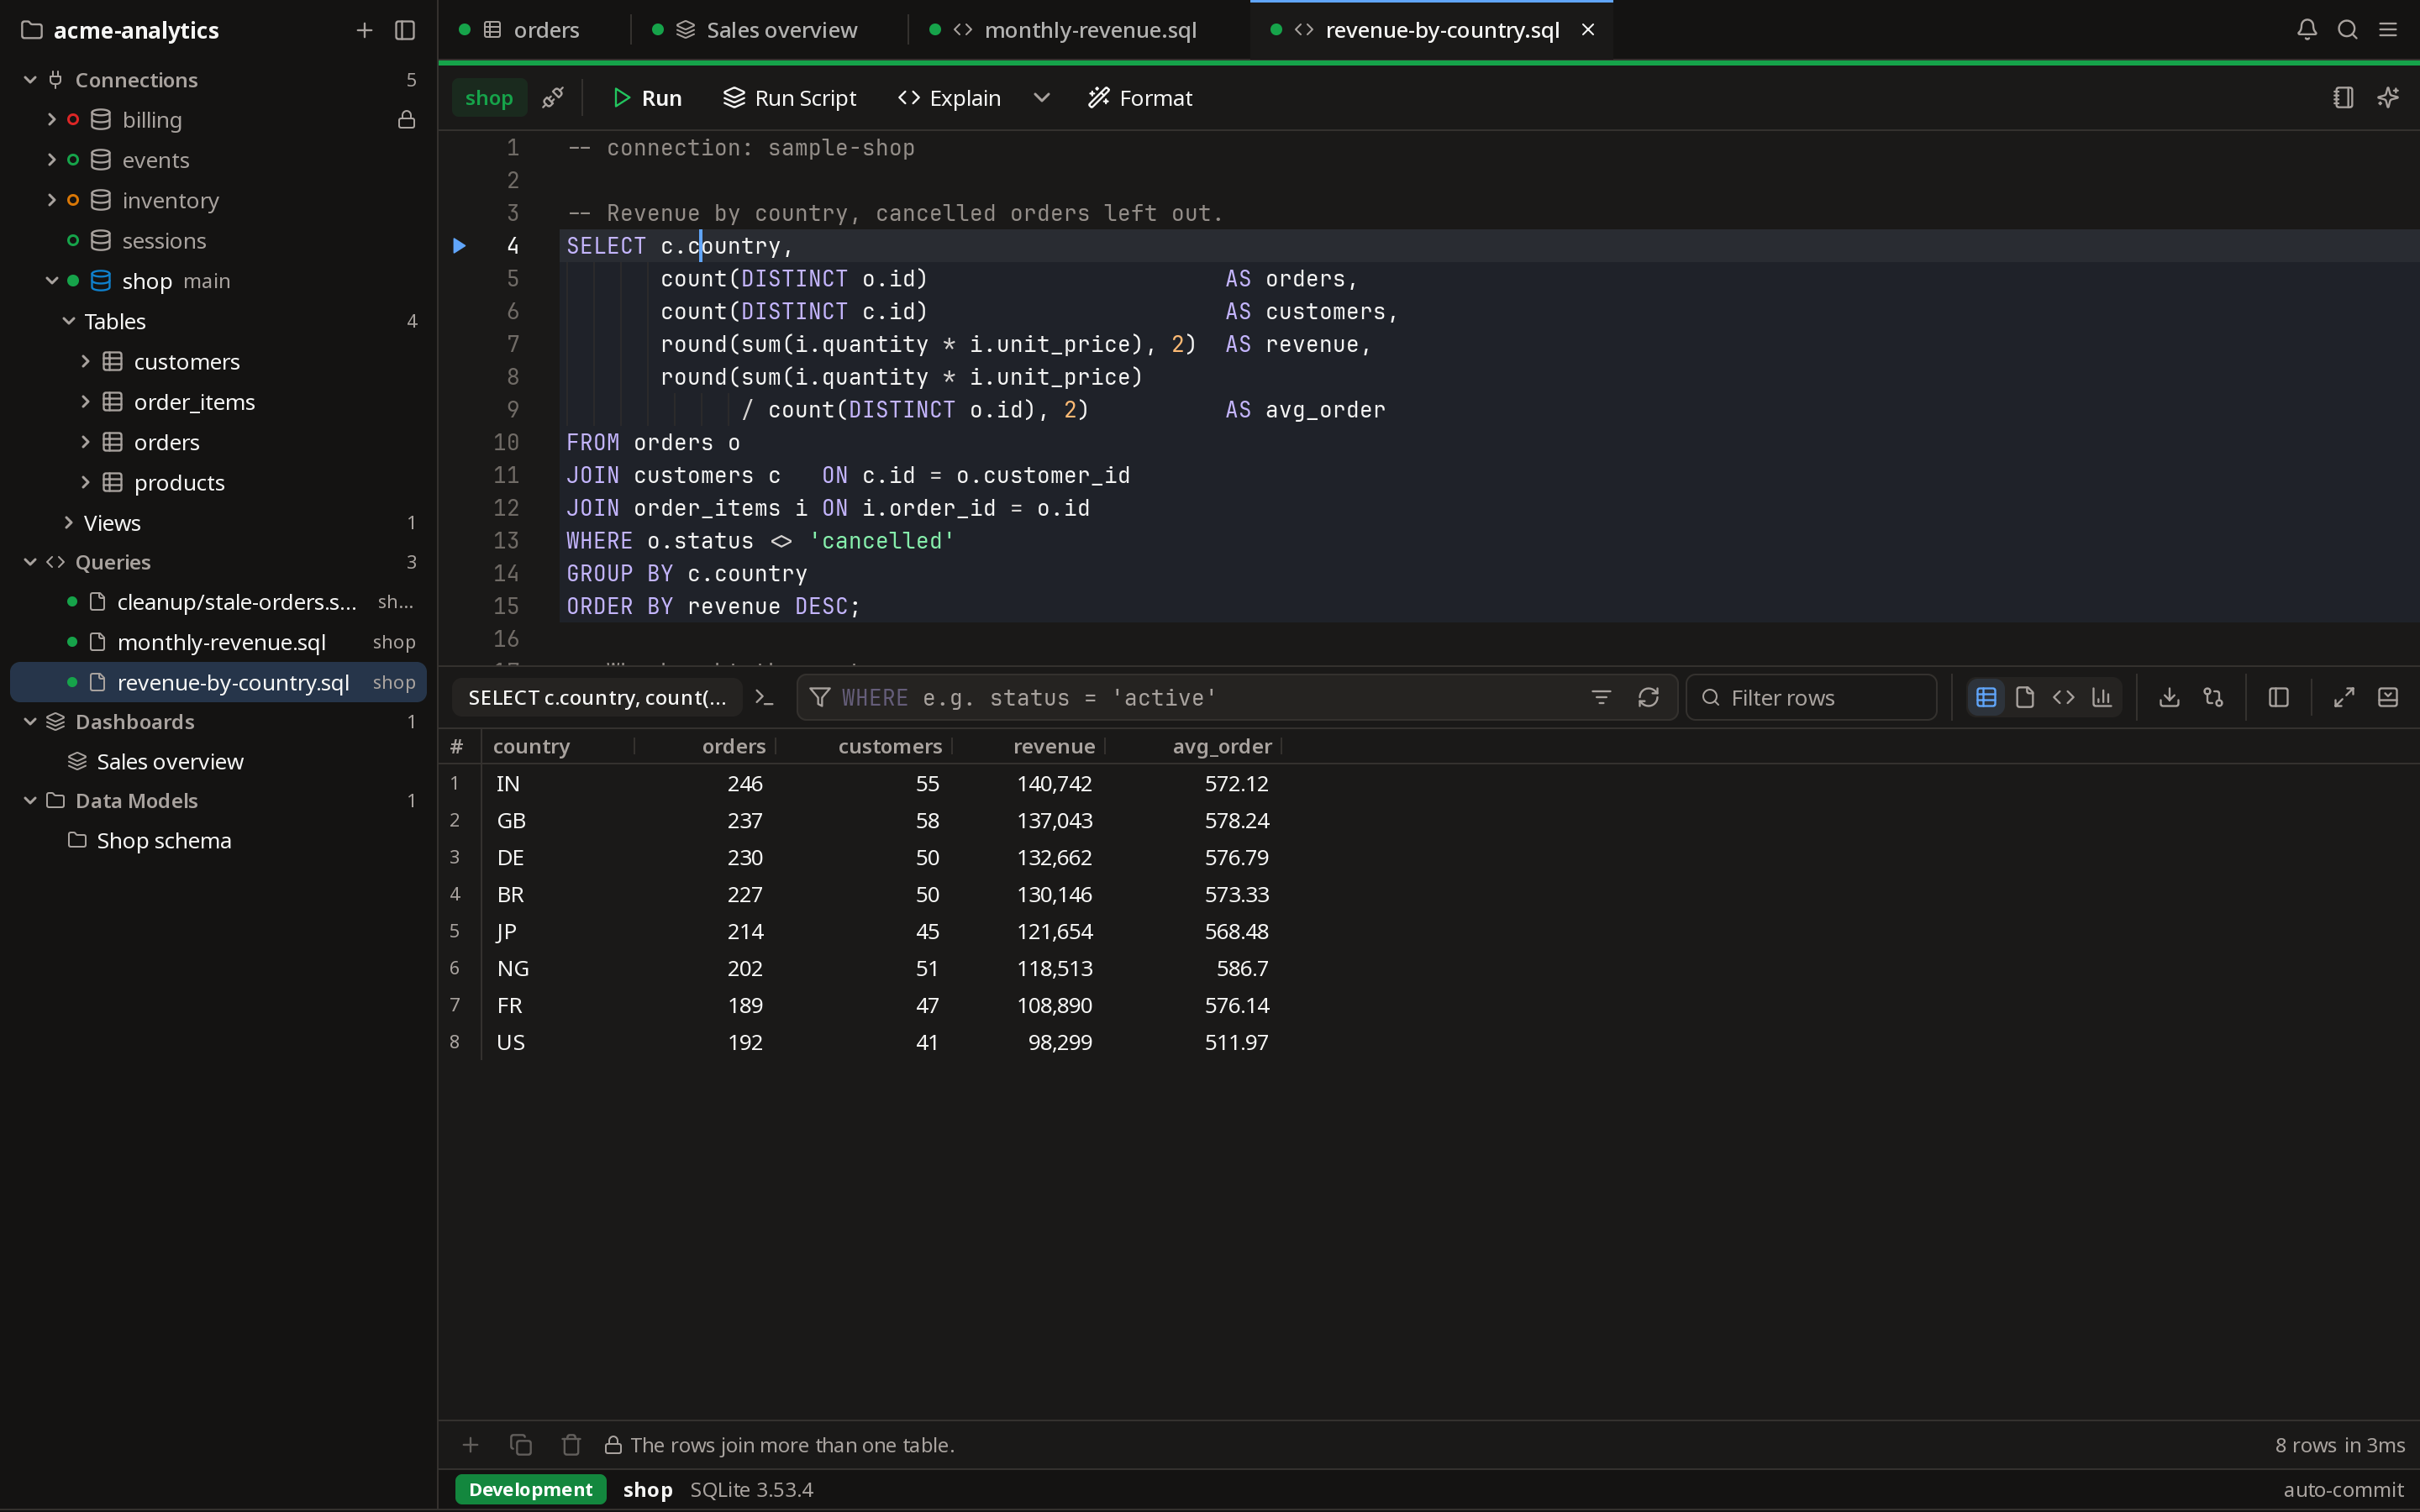 acme-analytics
Connections 5
billing
events
inventory
sessions
shop main
Tables 4
customers
order_items
orders
products
Views 1
Queries 3
cleanup/stale-orders.s... sh...
monthly-revenue.sql shop
revenue-by-country.sql shop
Dashboards 1
Sales overview
Data Models 1
Shop schema
orders Sales overview monthly-revenue.sql revenue-by-country.sql
shop Run Run Script Explain Format
1 -- connection: sample-shop
2
3 -- Revenue by country, cancelled orders left out.
4 SELECT c.country,
5 count(DISTINCT o.id) AS orders,
6 count(DISTINCT c.id) AS customers,
7 round(sum(i.quantity * i.unit_price), 2) AS revenue,
8 round(sum(i.quantity * i.unit_price)
9 / count(DISTINCT o.id), 2) AS avg_order
10 FROM orders o
11 JOIN customers c ON c.id = o.customer_id
12 JOIN order_items i ON i.order_id = o.id
13 WHERE o.status <> 'cancelled'
14 GROUP BY c.country
15 ORDER BY revenue DESC;
16
SELECT c.country, count(... WHERE e.g. status = 'active' Filter rows
# country orders customers revenue avg_order
1 IN 246 55 140,742 572.12
2 GB 237 58 137,043 578.24
3 DE 230 50 132,662 576.79
4 BR 227 50 130,146 573.33
5 JP 214 45 121,654 568.48
6 NG 202 51 118,513 586.7
7 FR 189 47 108,890 576.14
8 US 192 41 98,299 511.97
The rows join more than one table. 8 rows in 3ms
Development shop SQLite 3.53.4 auto-commit